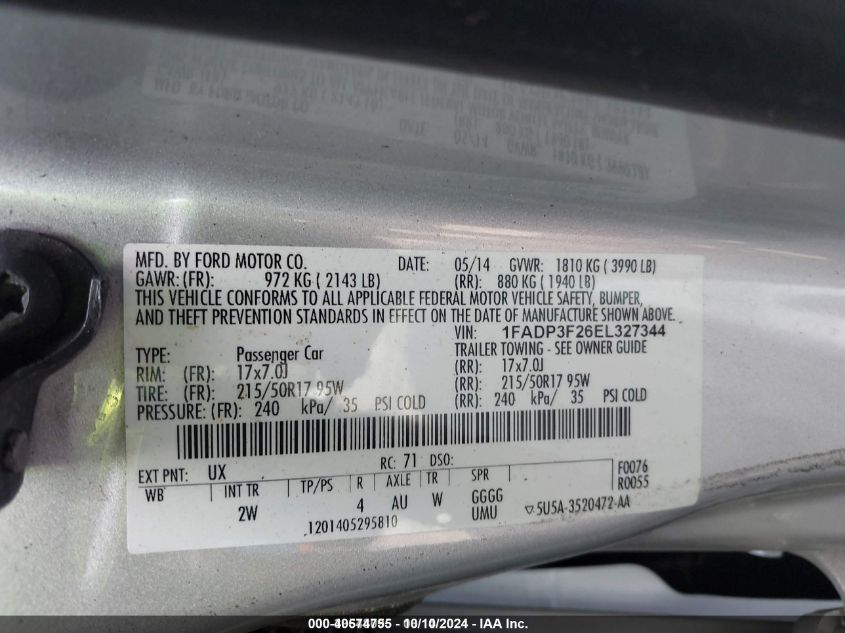 MFD. BY FORD MOTOR CO. DATE: 05/14 GVWR: 1810 KG ( 3990 LB)
GAWR: (FR): 972 KG ( 2143 LB) (RR): 880 KG ( 1940 LB)
THIS VEHICLE CONFORMS TO ALL APPLICABLE FEDERAL MOTOR VEHICLE SAFETY, BUMPER,
AND THEFT PREVENTION STANDARDS IN EFFECT ON THE DATE OF MANUFACTURE SHOWN ABOVE.
VIN: 1FADP3F26EL327344
TYPE: Passenger Car TRAILER TOWING - SEE OWNER GUIDE
RIM: (FR): 17x7.0J (RR): 17x7.0J
TIRE: (FR): 215/50R17 95W (RR): 215/50R17 95W
PRESSURE: (FR): 240 kPa/ 35 PSI COLD (RR): 240 kPa/ 35 PSI COLD
RC: 71 DSO:
EXT PNT: UX F0076
R0055
WB INT TR TP/PS R AXLE TR SPR
2W 4 AU W GGGG
UMU
1201405295810 ▽5U5A-3520472-AA
10/10/2024 - IAA Inc.